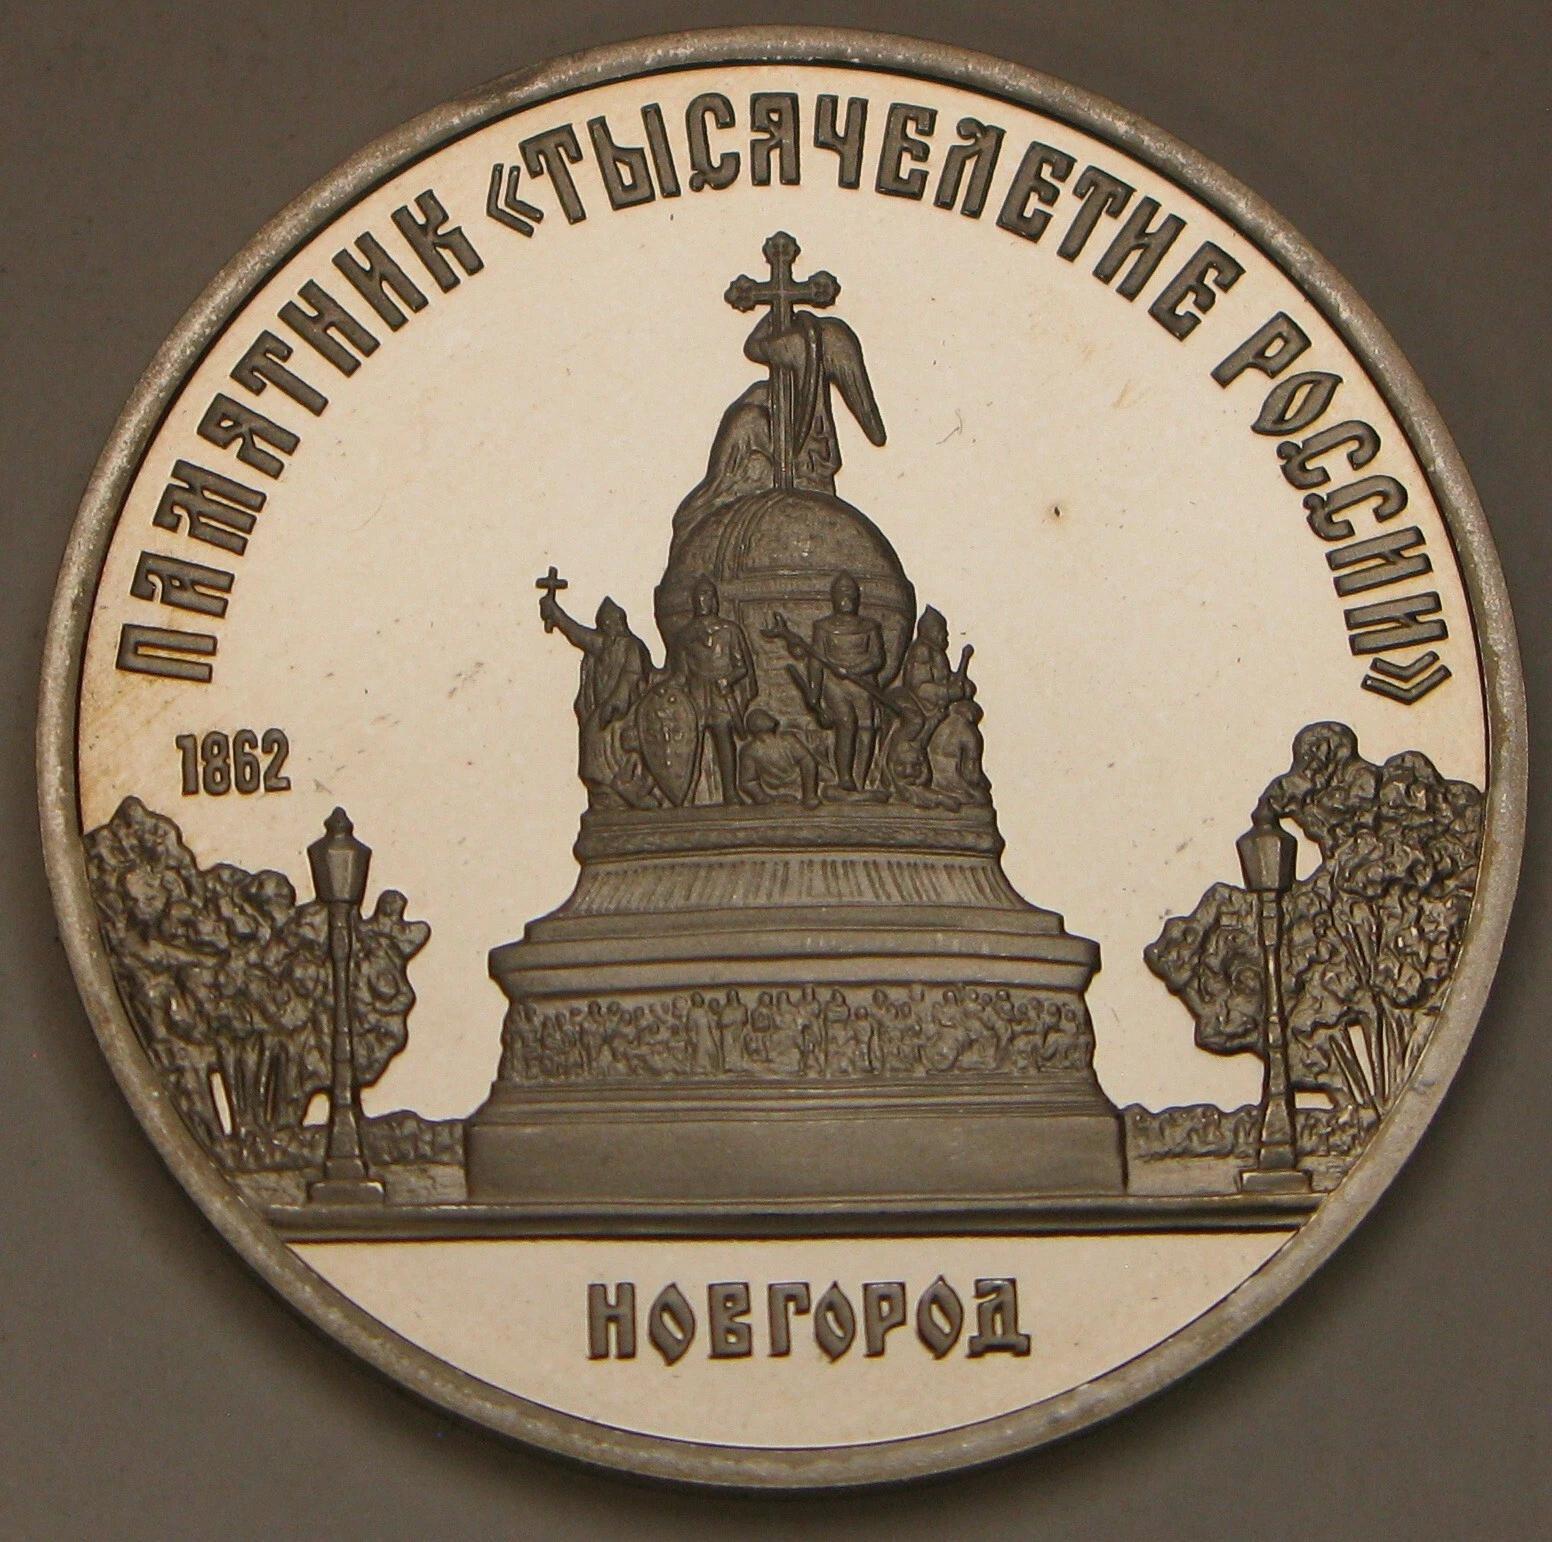 ПАМЯТНИК «ТЫСЯЧЕЛЕТИЕ РОССИИ»
1862
НОВГОРОД